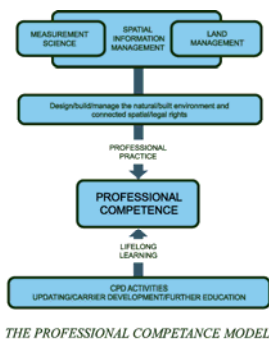 MEASUREMENT
SCIENCE
SPATIAL
INFORMATION
MANAGEMENT
LAND
MANAGEMENT
Design/build/manage the natural/built environment and
connected spatial/legal rights
PROFESSIONAL
PRACTICE
PROFESSIONAL
COMPETENCE
LIFELONG
LEARNING
CPD ACTIVITIES
UPDATING/CARRIER DEVELOPMENT/FURTHER EDUCATION
THE PROFESSIONAL COMPETANCE MODEL